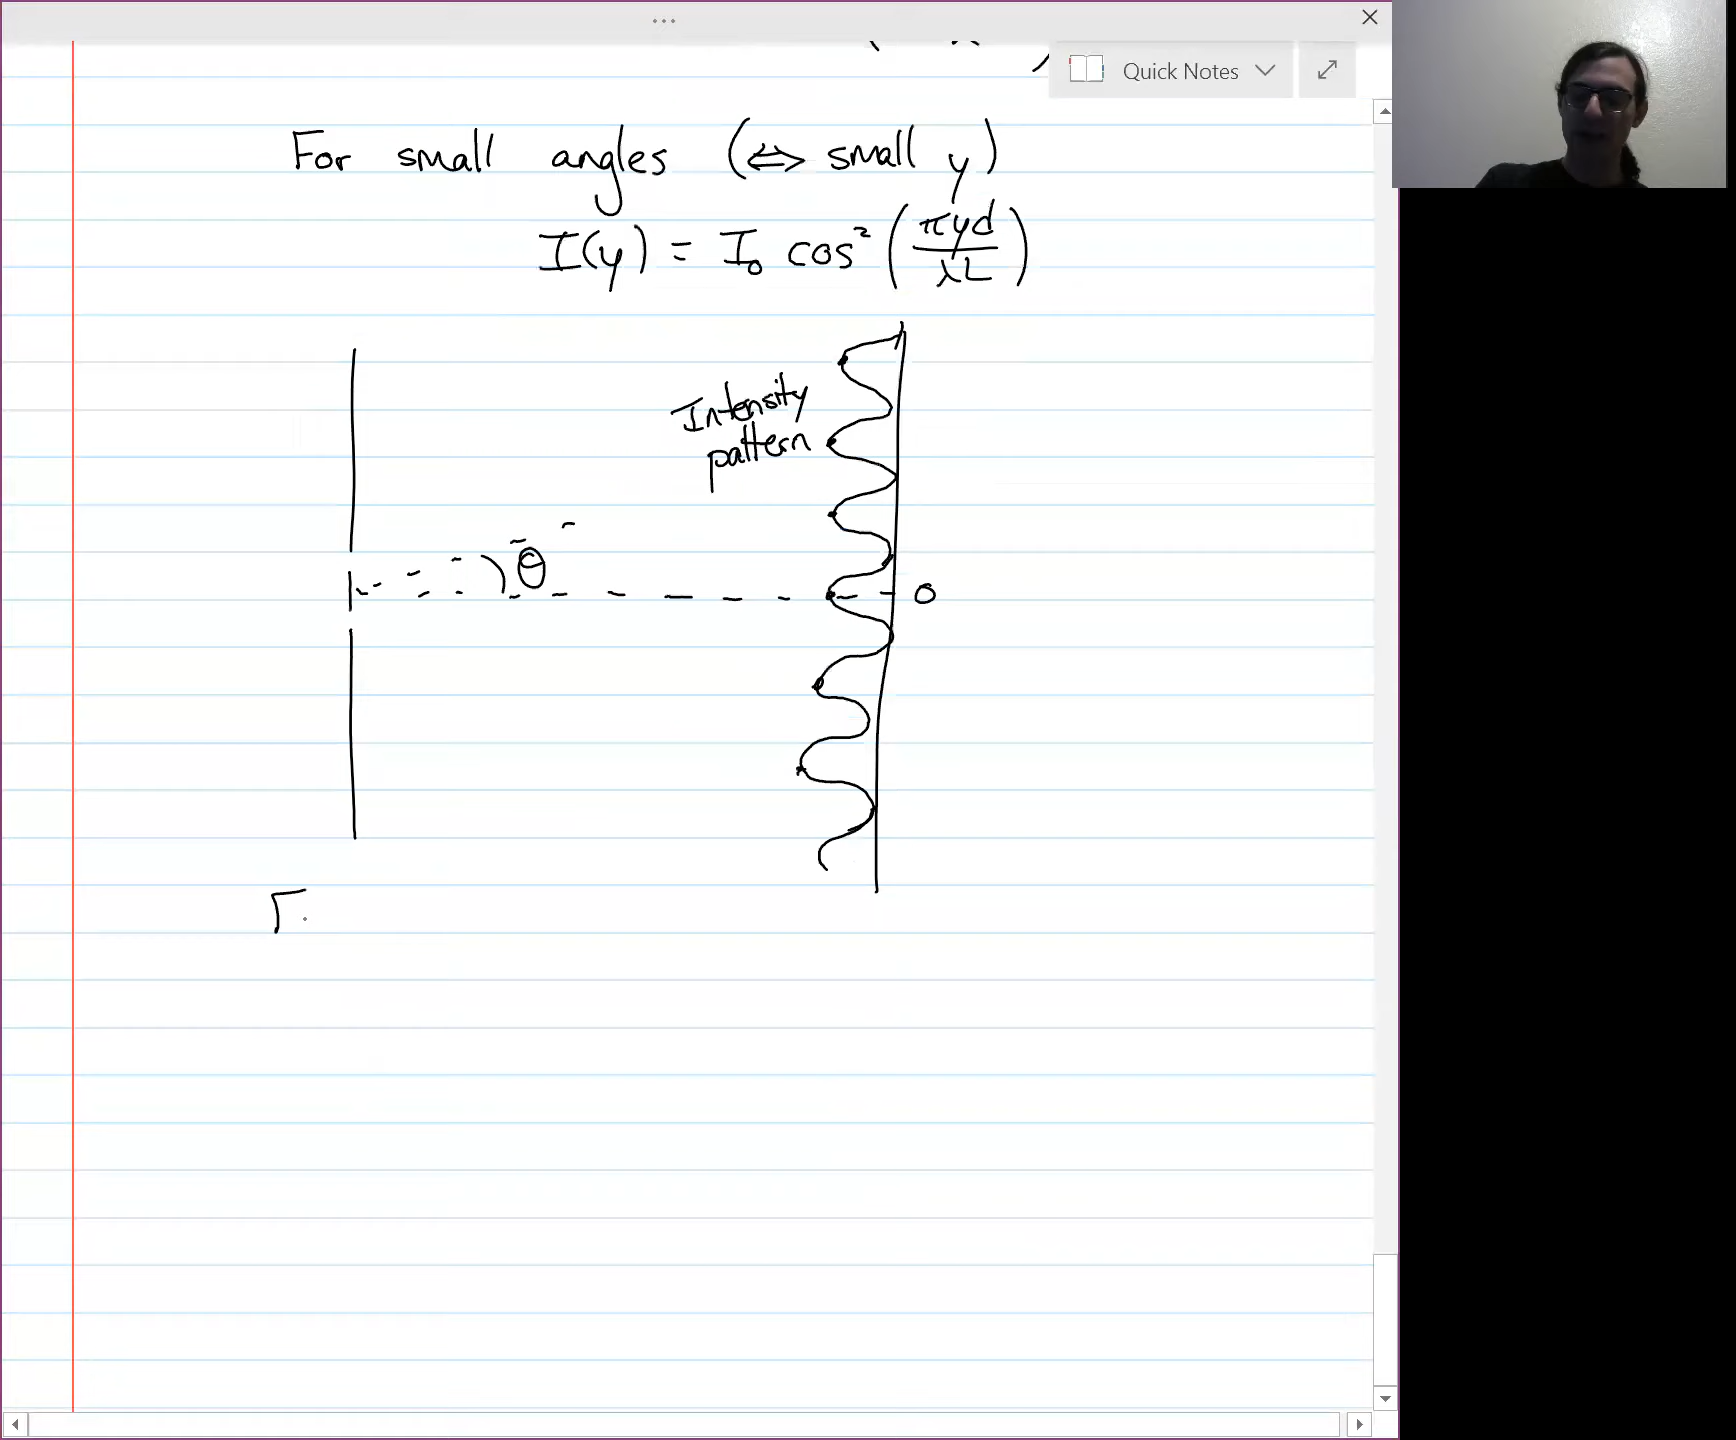 Quick Notes
For small angles (⇔ small y)
I(y) = I₀ cos² (πyd/λL)
Intensity
pattern
θ
0